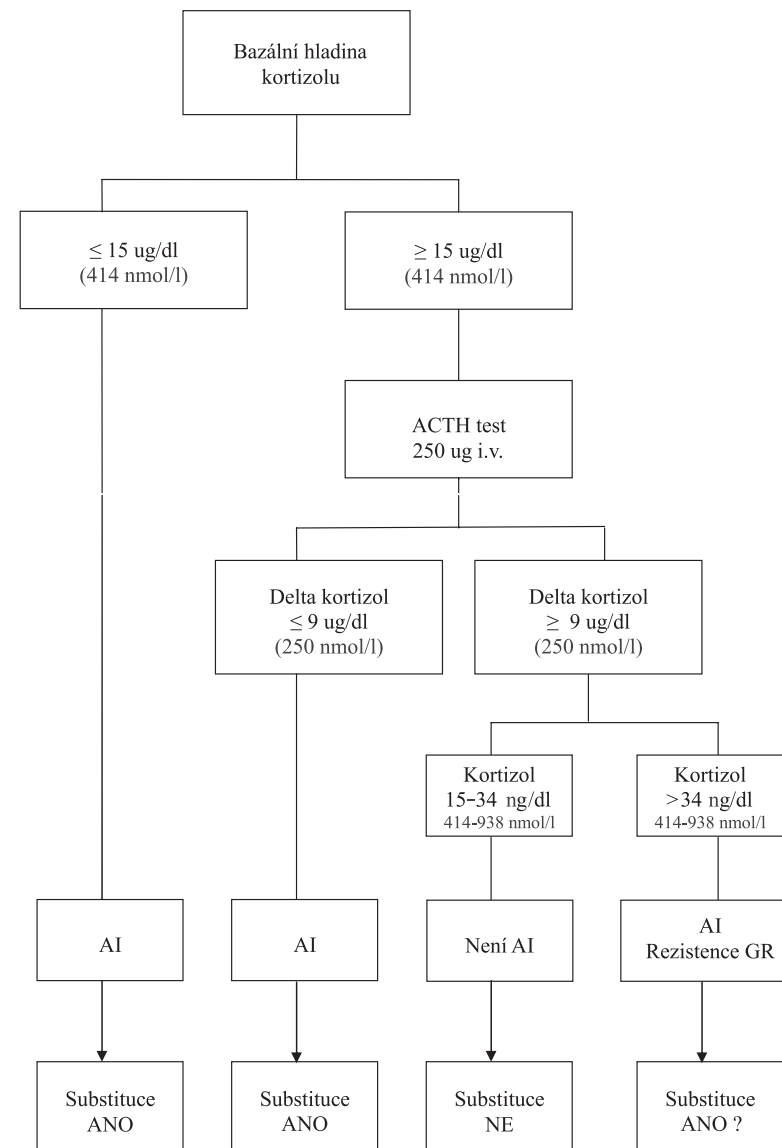 Bazální hladina
kortizolu
≤ 15 ug/dl
(414 nmol/l)
≥ 15 ug/dl
(414 nmol/l)
ACTH test
250 ug i.v.
Delta kortizol
≤ 9 ug/dl
(250 nmol/l)
Delta kortizol
≥ 9 ug/dl
(250 nmol/l)
Kortizol
15-34 ng/dl
414-938 nmol/l
Kortizol
>34 ng/dl
414-938 nmol/l
AI
AI
Není AI
AI
Rezistence GR
Substituce
ANO
Substituce
ANO
Substituce
NE
Substituce
ANO ?